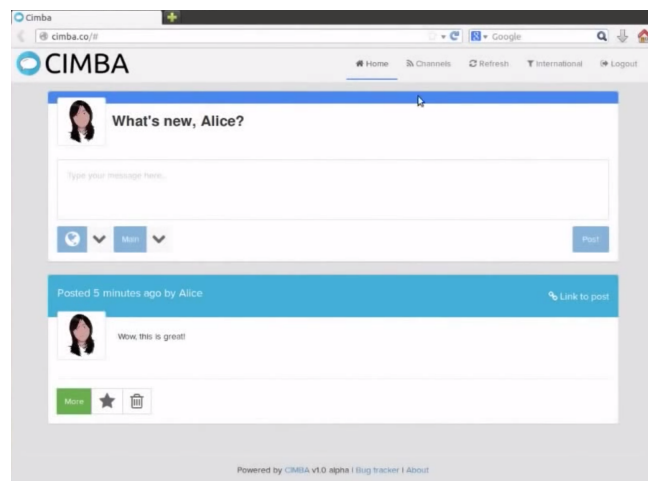 Cimba
cimba.co/#
Google
CIMBA
Home Channels Refresh International Logout
What's new, Alice?
Type your message here...
Main
Post
Posted 5 minutes ago by Alice
Link to post
Wow, this is great!
More
Powered by CIMBA v1.0 alpha | Bug tracker | About